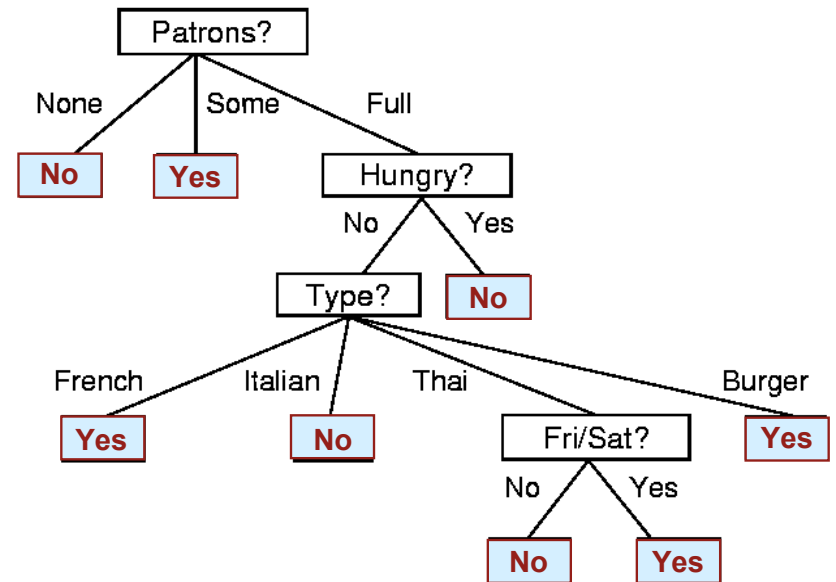 Patrons?
None Some Full
No Yes Hungry?
No Yes
Type? No
French Italian Thai Burger
Yes No Fri/Sat? Yes
No Yes
No Yes